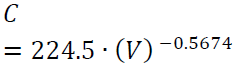 C
= 224.5 · (V) ⁻⁰·⁵⁶⁷⁴